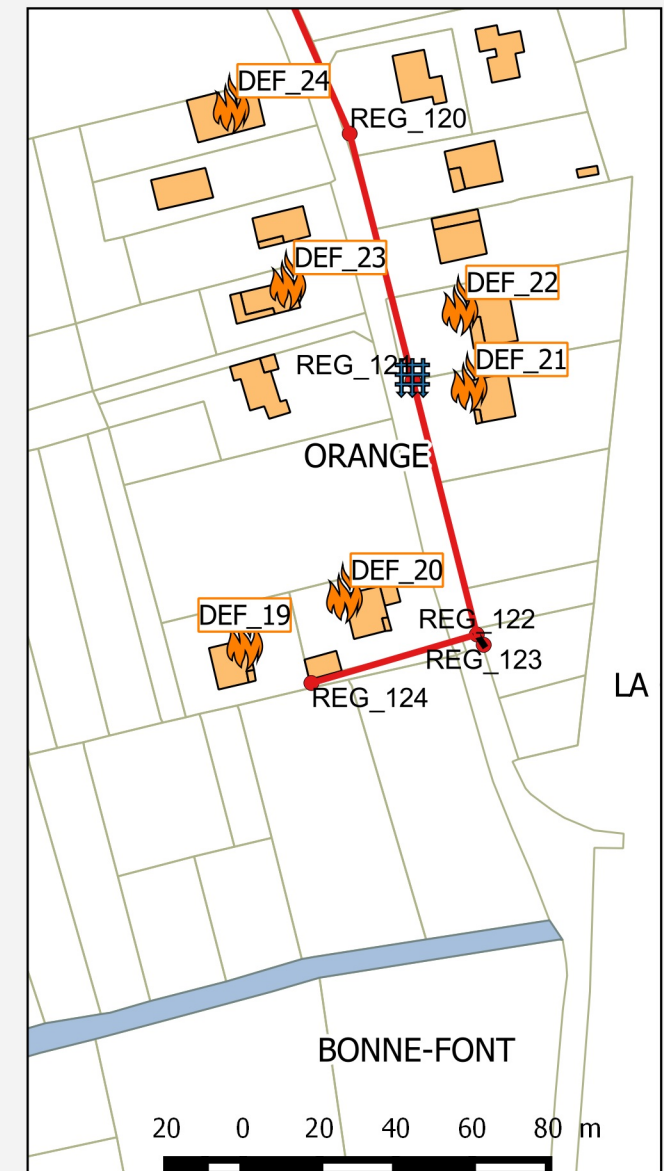 DEF_24
REG_120
DEF_23
DEF_22
REG_121
DEF_21
ORANGE
DEF_20
DEF_19
REG_122
REG_123
LA
REG_124
BONNE-FONT
20 0 20 40 60 80 m